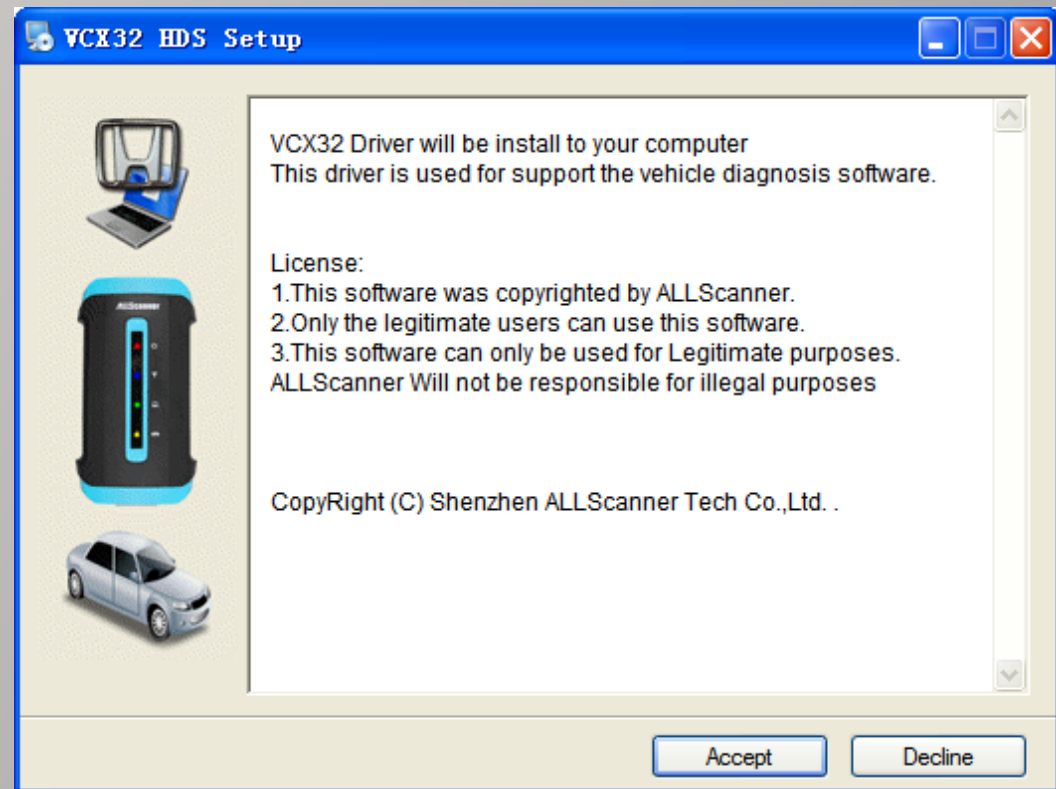 VCX32 HDS Setup
VCX32 Driver will be install to your computer
This driver is used for support the vehicle diagnosis software.
License:
1.This software was copyrighted by ALLScanner.
2.Only the legitimate users can use this software.
3.This software can only be used for Legitimate purposes.
ALLScanner Will not be responsible for illegal purposes
CopyRight (C) Shenzhen ALLScanner Tech Co.,Ltd. .
ALLScanner
Accept
Decline